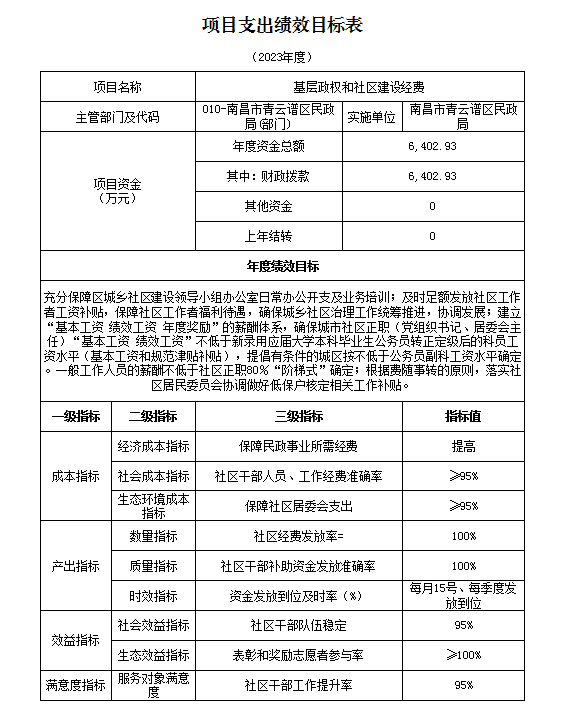 项目支出绩效目标表
（2023年度）
项目名称
基层政权和社区建设经费
主管部门及代码
010-南昌市青云谱区民政
局(部门）
实施单位
南昌市青云谱区民政
局
项目资金
（万元）
年度资金总额
6,402.93
其中：财政拨款
6,402.93
其他资金
0
上年结转
0
年度绩效目标
充分保障区城乡社区建设领导小组办公室日常办公开支及业务培训；及时足额发放社区工作
者工资补贴，保障社区工作者福利待遇，确保城乡社区治理工作统筹推进，协调发展；建立
“基本工资 绩效工资 年度奖励”的薪酬体系，确保城市社区正职（党组织书记、居委会主
任）“基本工资 绩效工资”不低于新录用应届大学本科毕业生公务员转正定级后的科员工
资水平（基本工资和规范津贴补贴），提倡有条件的城区按不低于公务员副科工资水平确定
。一般工作人员的薪酬不低于社区正职80%“阶梯式”确定；根据费随事转的原则，落实社
区居民委员会协调做好低保户核定相关工作补贴。
一级指标 二级指标 三级指标 指标值
成本指标
经济成本指标 保障民政事业所需经费 提高
社会成本指标 社区干部人员、工作经费准确率 ≥95%
生态环境成本
指标
保障社区居委会支出 ≥95%
产出指标
数量指标 社区经费发放率= 100%
质量指标 社区干部补助资金发放准确率 100%
时效指标 资金发放到位及时率（%）
每月15号、每季度发
放到位
效益指标
社会效益指标 社区干部队伍稳定 95%
生态效益指标 表彰和奖励志愿者参与率 ≥100%
满意度指标
服务对象满意
度
社区干部工作提升率 95%